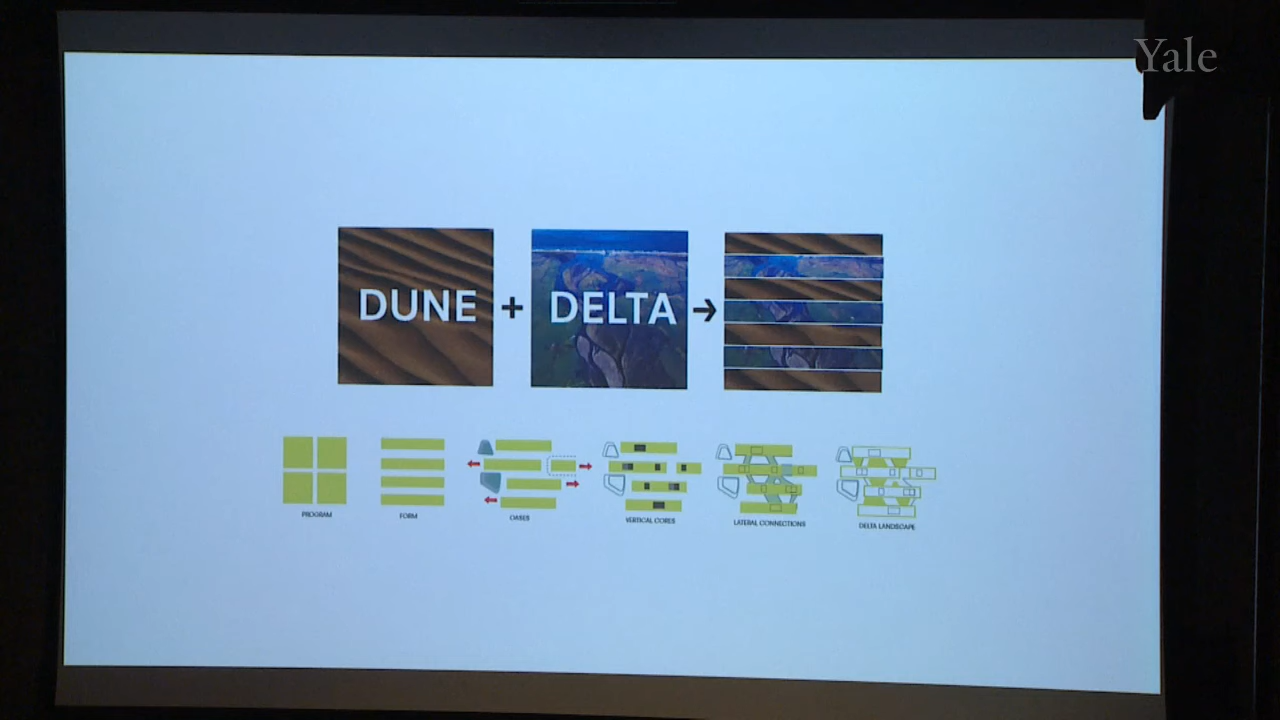 Yale
DUNE + DELTA →
PROGRAM
FORM
OASES
VERTICAL CORES
LATERAL CONNECTIONS
DELTA LANDSCAPE